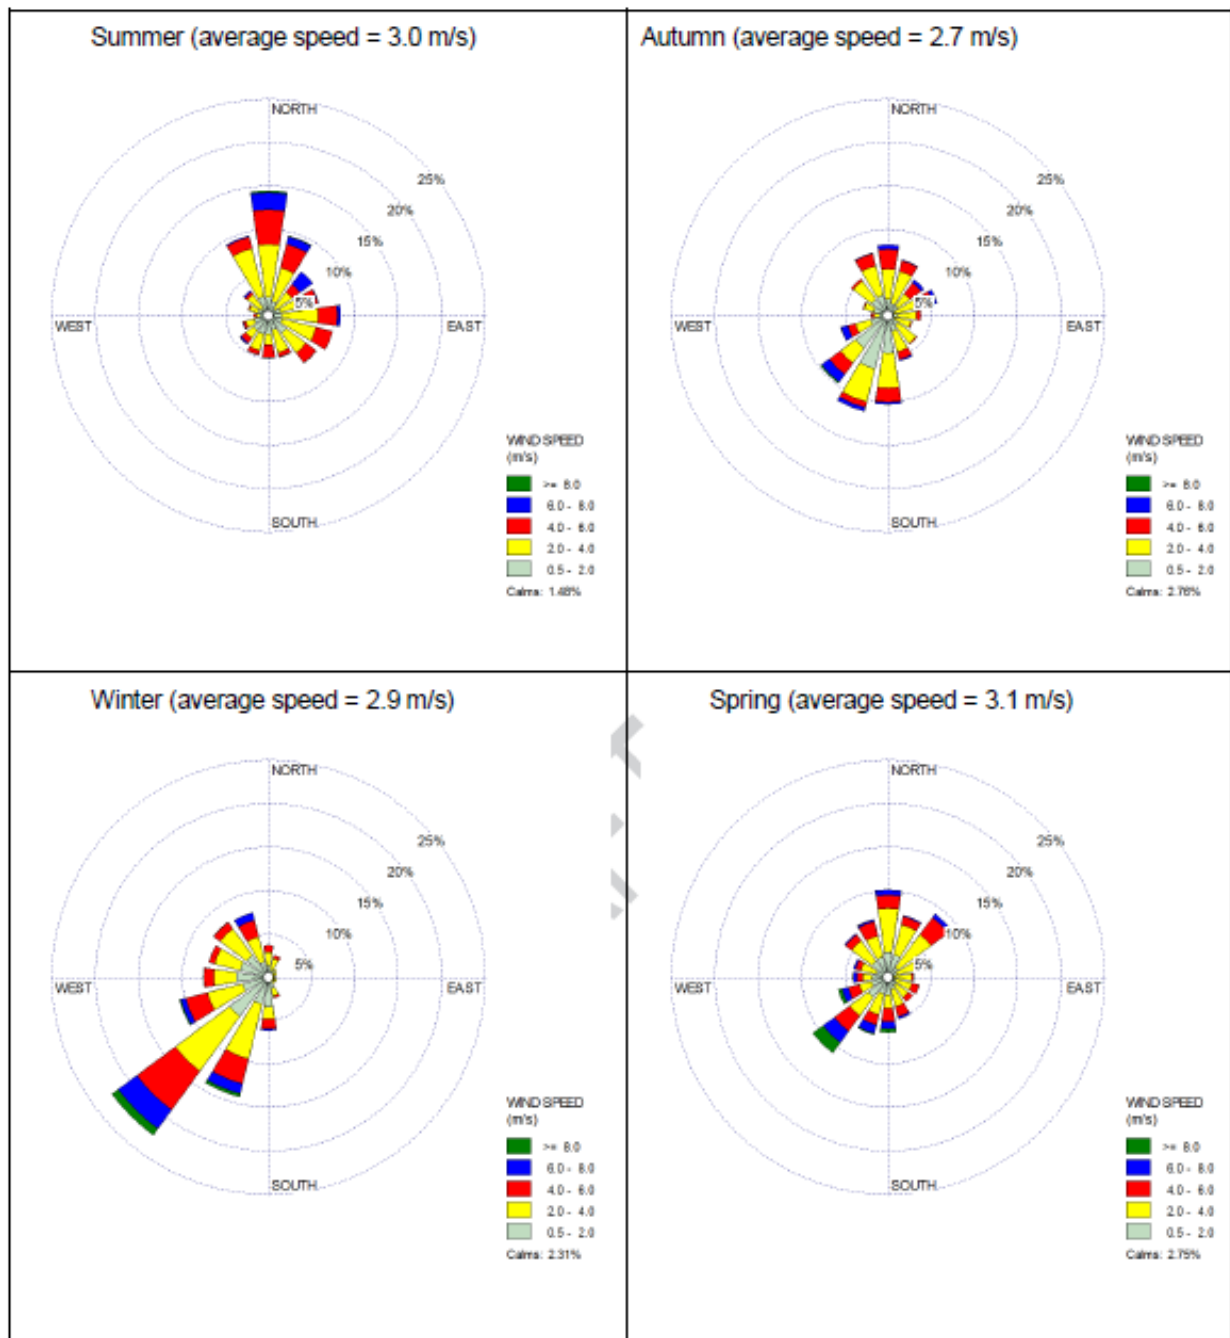 Summer (average speed = 3.0 m/s)
NORTH
25%
20%
15%
10%
5%
WEST
EAST
SOUTH
WIND SPEED
(m/s)
>= 8.0
6.0 - 8.0
4.0 - 6.0
2.0 - 4.0
0.5 - 2.0
Calms: 1.48%
Autumn (average speed = 2.7 m/s)
NORTH
25%
20%
15%
10%
5%
WEST
EAST
SOUTH
WIND SPEED
(m/s)
>= 8.0
6.0 - 8.0
4.0 - 6.0
2.0 - 4.0
0.5 - 2.0
Calms: 2.76%
Winter (average speed = 2.9 m/s)
NORTH
25%
20%
15%
10%
5%
WEST
EAST
SOUTH
WIND SPEED
(m/s)
>= 8.0
6.0 - 8.0
4.0 - 6.0
2.0 - 4.0
0.5 - 2.0
Calms: 2.31%
Spring (average speed = 3.1 m/s)
NORTH
25%
20%
15%
10%
5%
WEST
EAST
SOUTH
WIND SPEED
(m/s)
>= 8.0
6.0 - 8.0
4.0 - 6.0
2.0 - 4.0
0.5 - 2.0
Calms: 2.75%